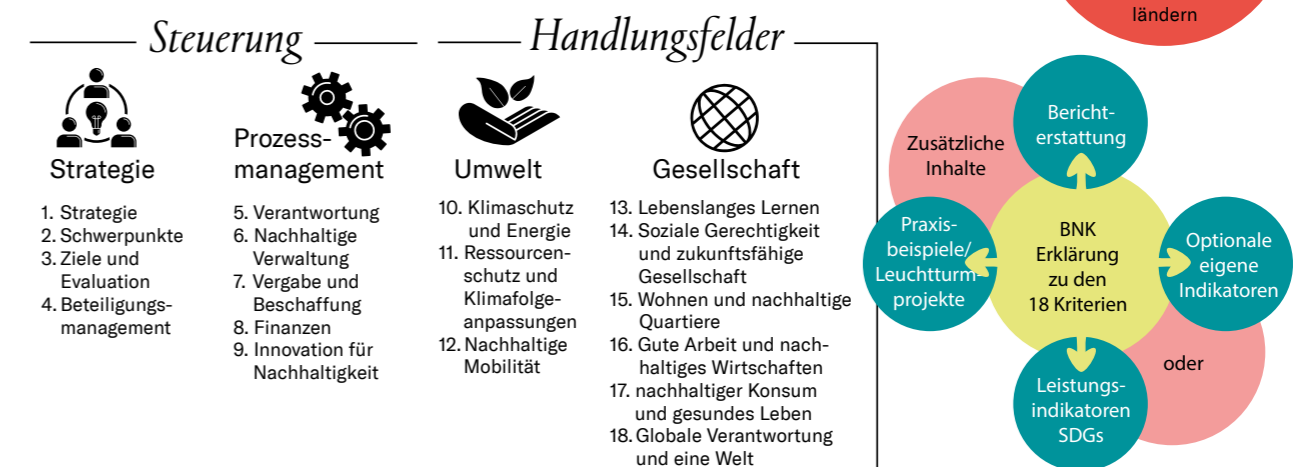 Steuerung
Strategie
1. Strategie
2. Schwerpunkte
3. Ziele und
Evaluation
4. Beteiligungs-
management
Prozess-
management
5. Verantwortung
6. Nachhaltige
Verwaltung
7. Vergabe und
Beschaffung
8. Finanzen
9. Innovation für
Nachhaltigkeit
Handlungsfelder
Umwelt
10. Klimaschutz
und Energie
11. Ressourcen-
schutz und
Klimafolge-
anpassungen
12. Nachhaltige
Mobilität
Gesellschaft
13. Lebenslanges Lernen
14. Soziale Gerechtigkeit
und zukunftsfähige
Gesellschaft
15. Wohnen und nachhaltige
Quartiere
16. Gute Arbeit und nach-
haltiges Wirtschaften
17. nachhaltiger Konsum
und gesundes Leben
18. Globale Verantwortung
und eine Welt
ländern
Bericht-
erstattung
Zusätzliche
Inhalte
Praxis-
beispiele/
Leuchtturm-
projekte
BNK
Erklärung
zu den
18 Kriterien
Optionale
eigene
Indikatoren
oder
Leistungs-
indikatoren
SDGs